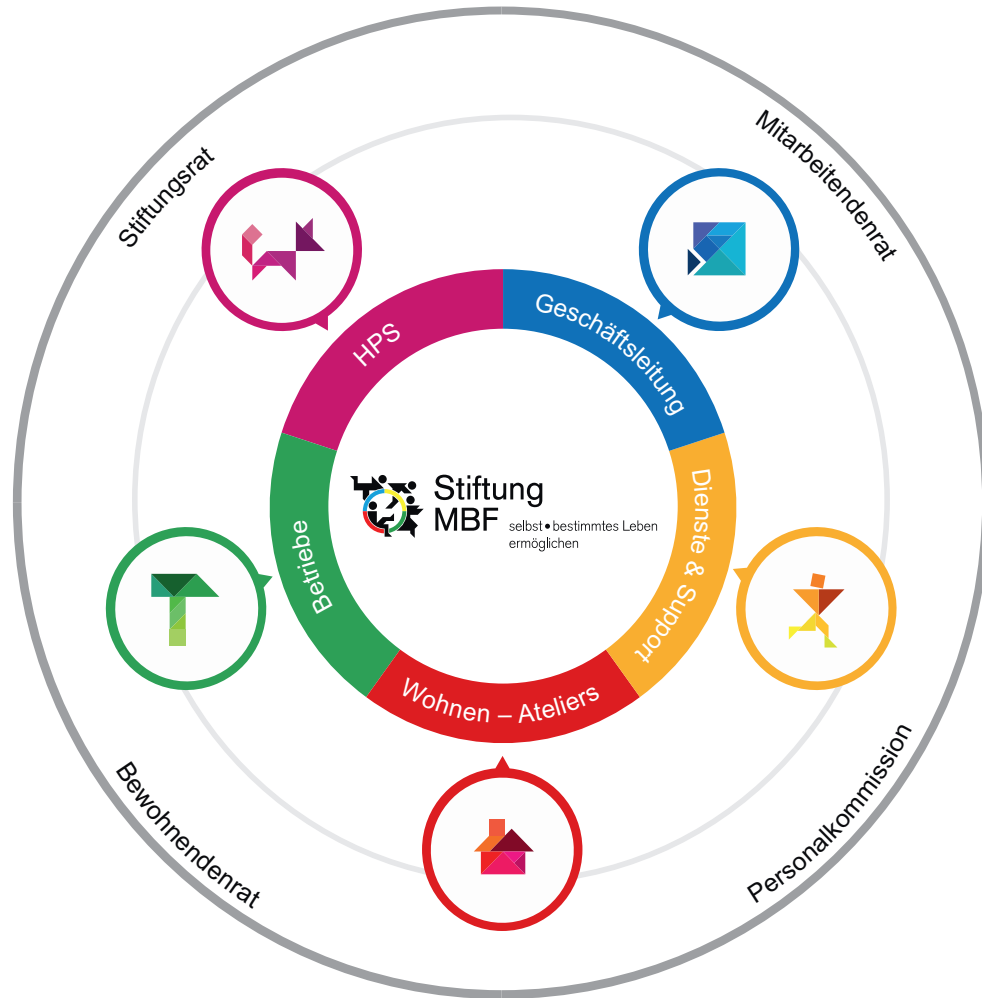 Stiftungsrat
Mitarbeitendenrat
HPS
Geschäftsleitung
Stiftung
MBF
selbst•bestimmtes Leben
ermöglichen
Betriebe
Dienste & Support
Wohnen – Ateliers
Bewohnendenrat
Personalkommission